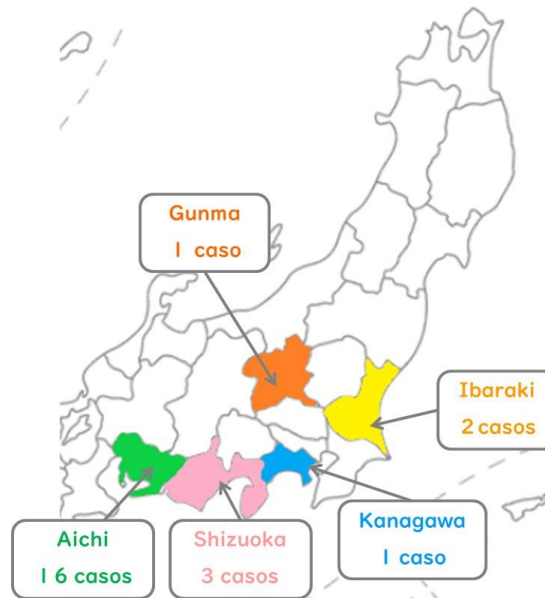 Gunma
1 caso
Ibaraki
2 casos
Kanagawa
1 caso
Aichi
16 casos
Shizuoka
3 casos